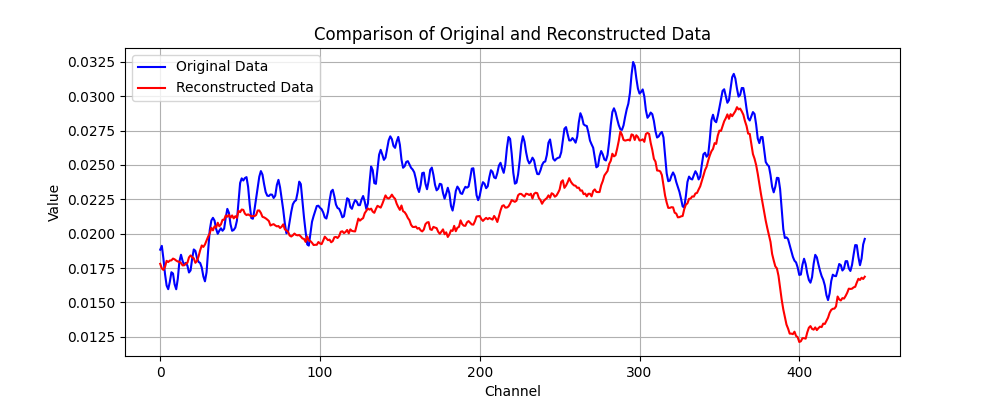 Comparison of Original and Reconstructed Data
Original Data
Reconstructed Data
Value
0.0325
0.0300
0.0275
0.0250
0.0225
0.0200
0.0175
0.0150
0.0125
0 100 200 300 400
Channel